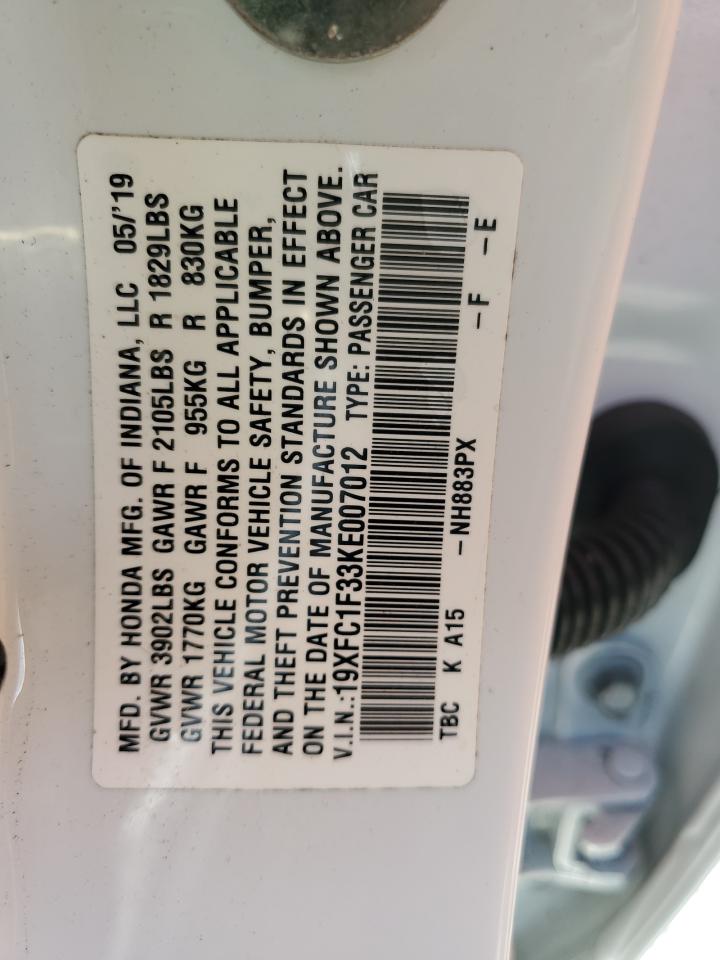 MFD. BY HONDA MFG. OF INDIANA, LLC 05/'19
GVWR 3902LBS GAWR F 2105LBS R 1829LBS
GVWR 1770KG GAWR F 955KG R 830KG
THIS VEHICLE CONFORMS TO ALL APPLICABLE
FEDERAL MOTOR VEHICLE SAFETY, BUMPER,
AND THEFT PREVENTION STANDARDS IN EFFECT
ON THE DATE OF MANUFACTURE SHOWN ABOVE.
V.I.N.:19XFC1F33KE007012 TYPE: PASSENGER CAR
TBC K A15 -NH883PX -F -E